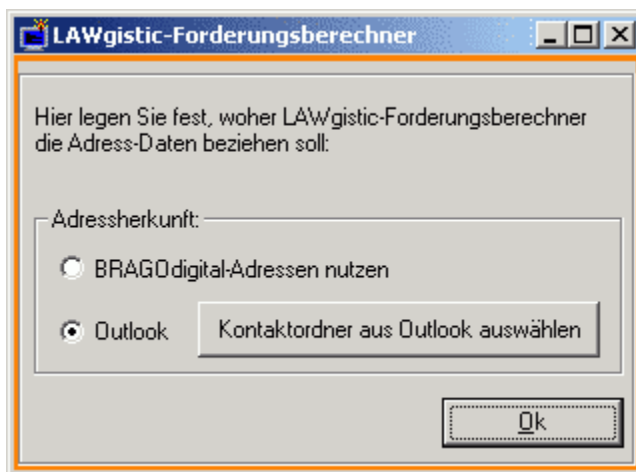 LAWgistic-Forderungsberechner
Hier legen Sie fest, woher LAWgistic-Forderungsberechner
die Adress-Daten beziehen soll:
Adressherkunft:
BRAGOdigital-Adressen nutzen
Outlook
Kontaktordner aus Outlook auswählen
Ok